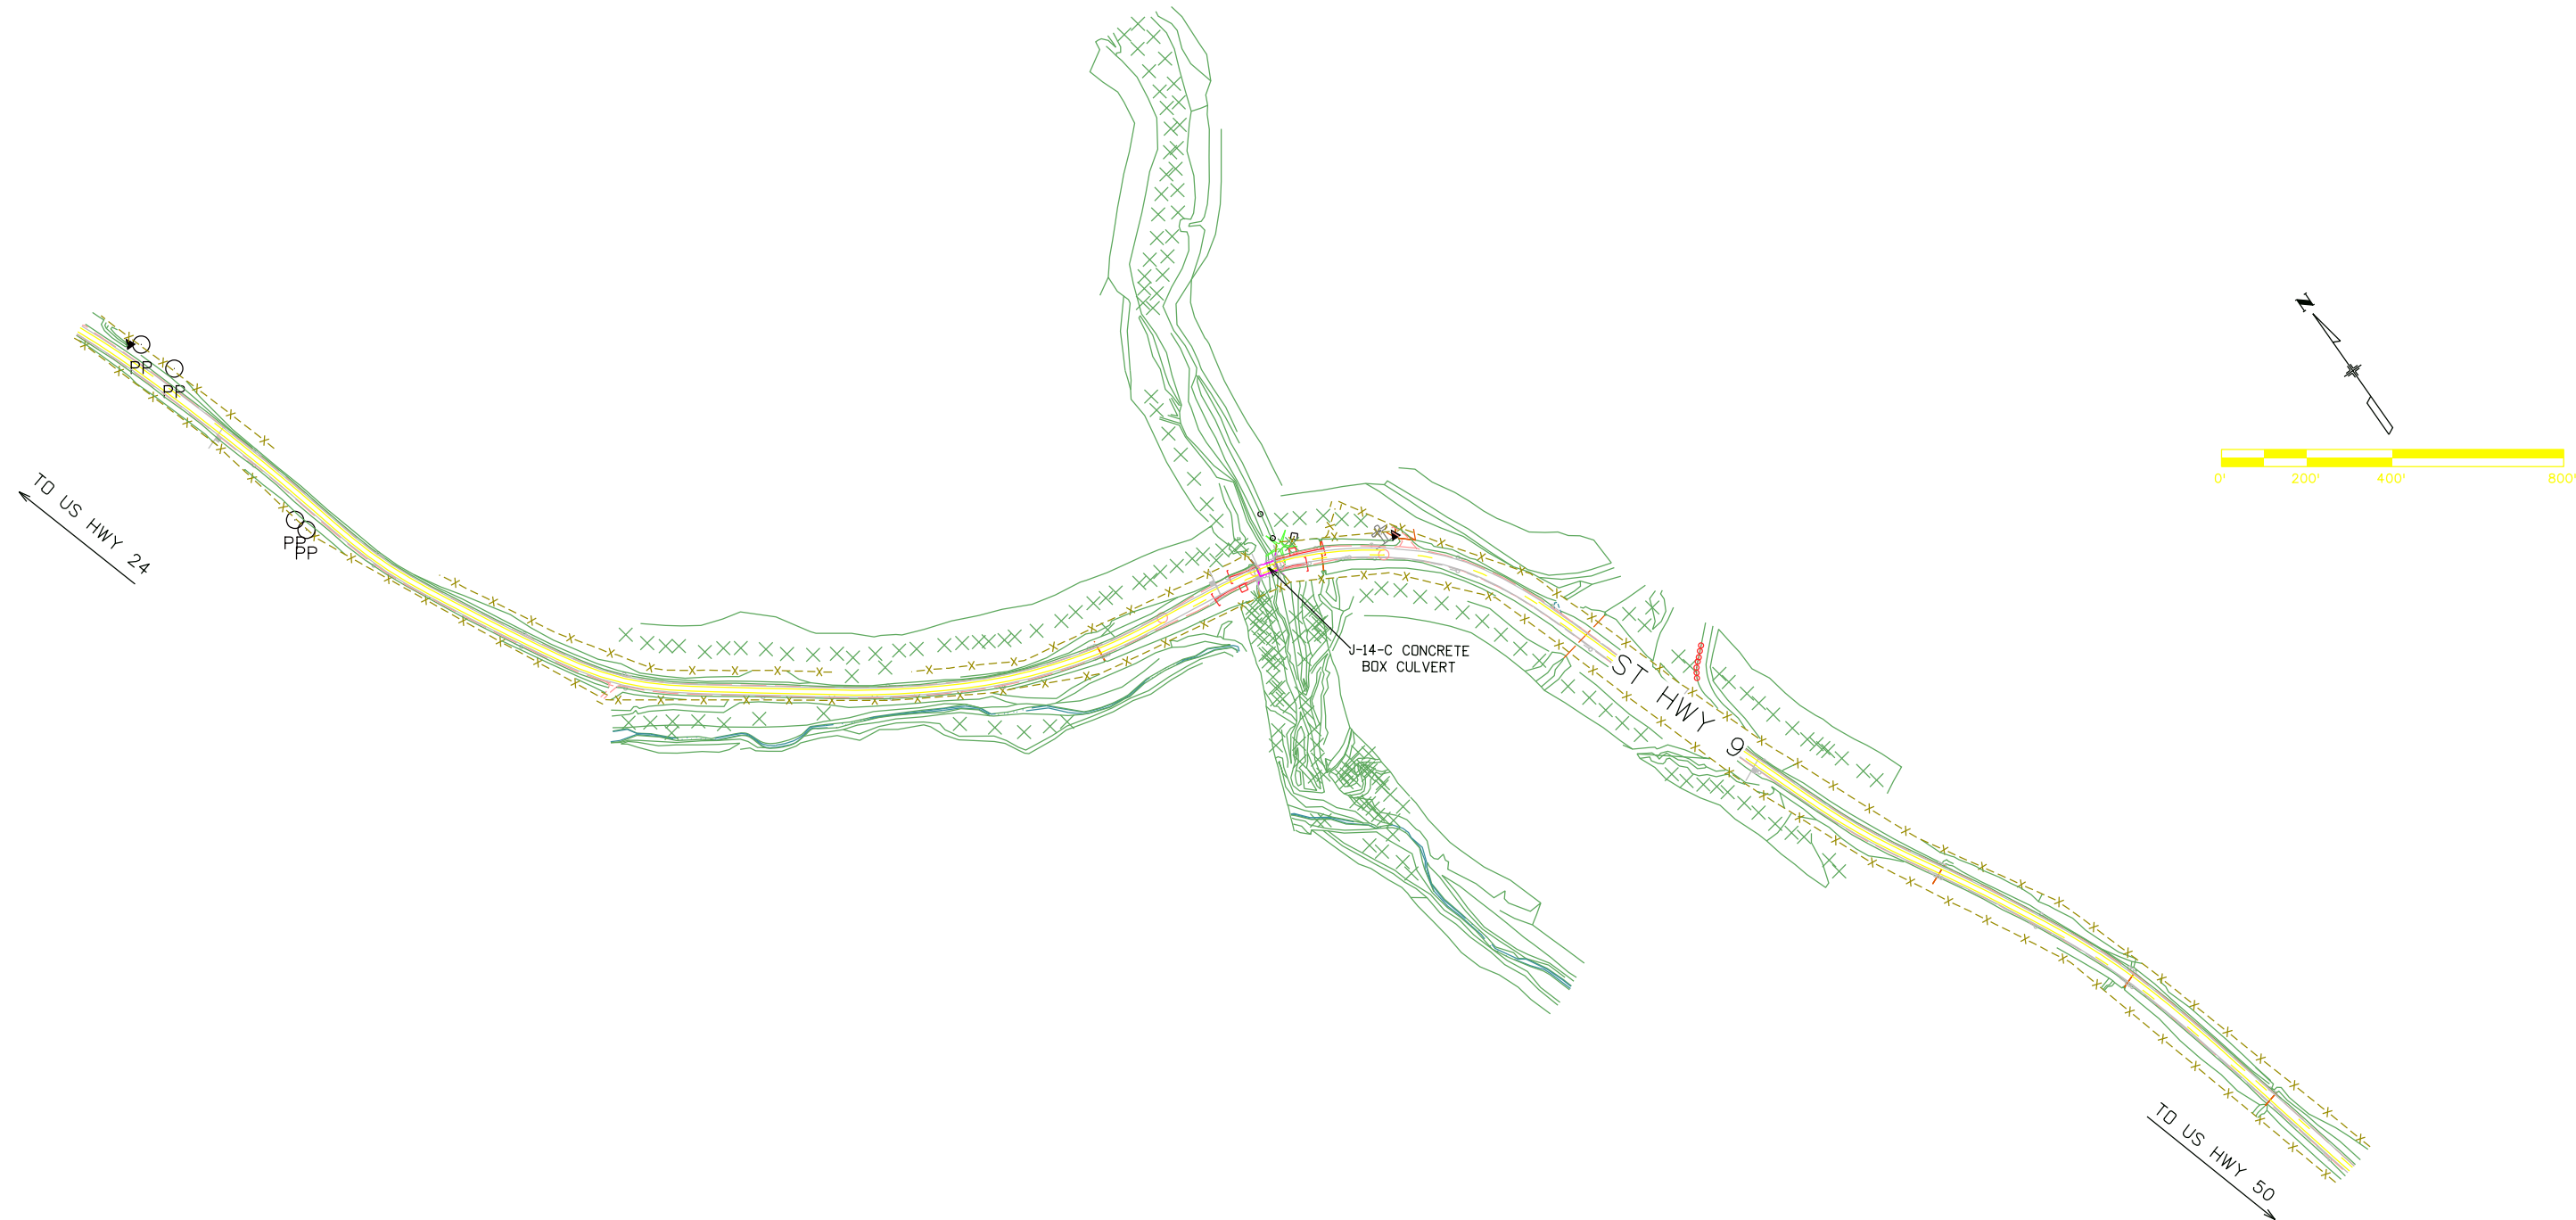 N
0' 200' 400' 800'
PP
PP
TO US HWY 24
PP
PP
J-14-C CONCRETE
BOX CULVERT
ST HWY 9
TO US HWY 50